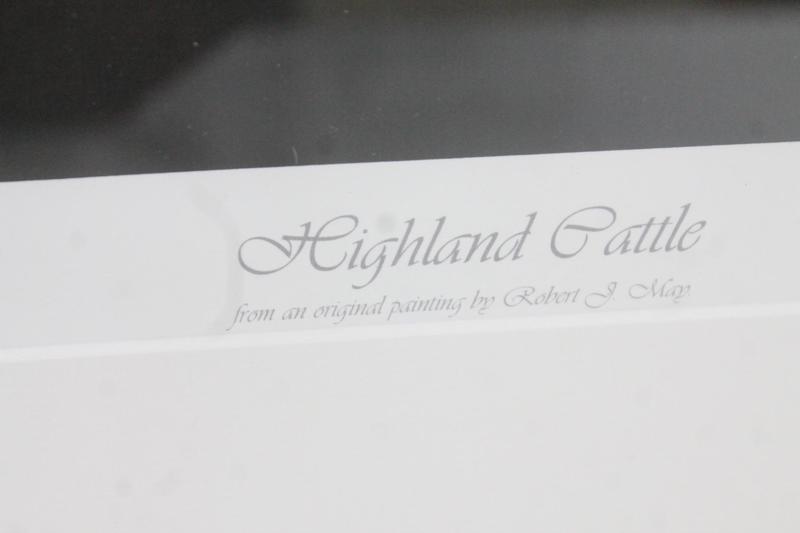 Highland Cattle
from an original painting by Robert J. May.